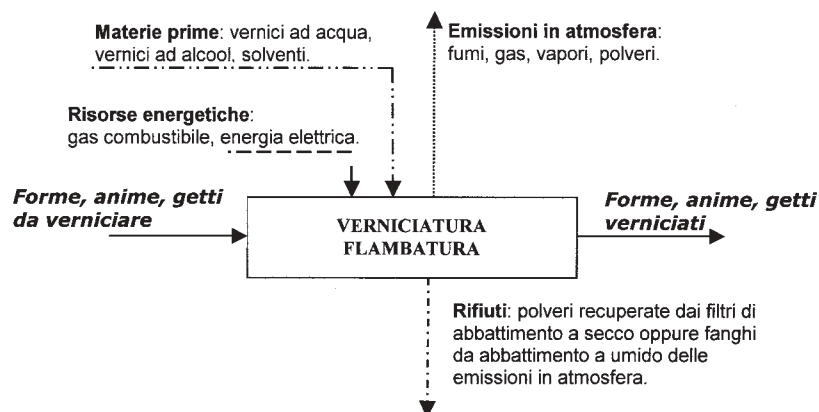 Materie prime: vernici ad acqua,
vernici ad alcool, solventi.
Emissioni in atmosfera:
fumi, gas, vapori, polveri.
Risorse energetiche:
gas combustibile, energia elettrica.
Forme, anime, getti
da verniciare
VERNICIATURA
FLAMBATURA
Forme, anime, getti
verniciati
Rifiuti: polveri recuperate dai filtri di
abbattimento a secco oppure fanghi
da abbattimento a umido delle
emissioni in atmosfera.